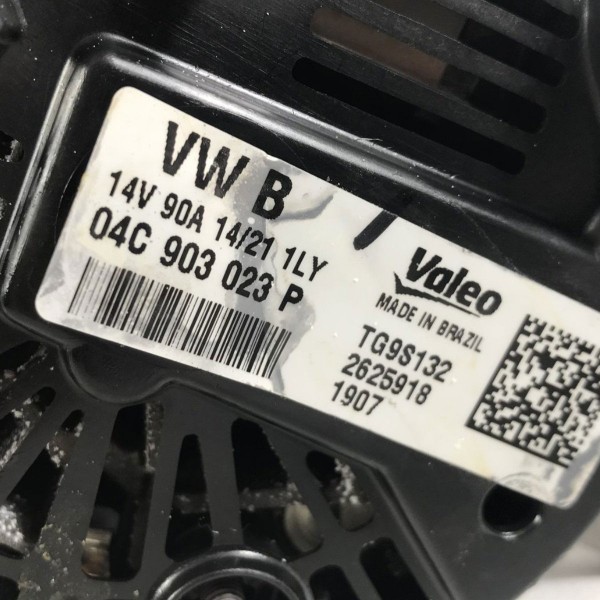 VW B
14V 90A 14/21 1LY
04C 903 023 P
Valeo
MADE IN BRAZIL
TG9S132
2625918
1907